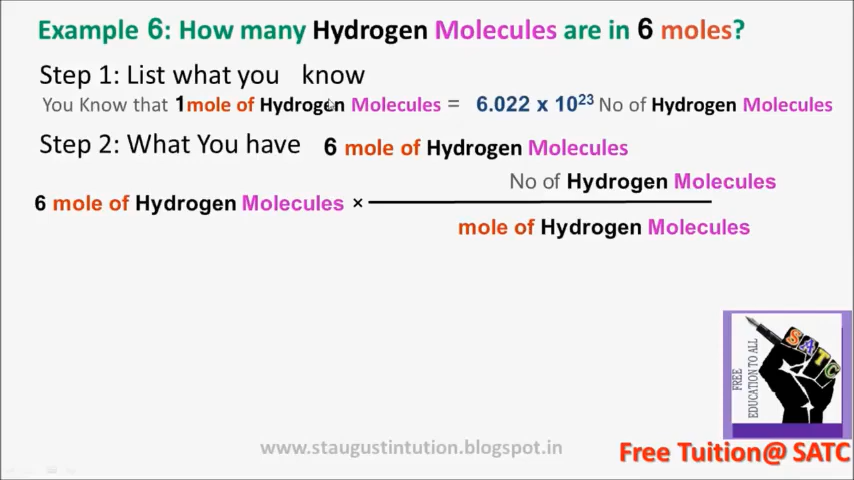 Example 6: How many Hydrogen Molecules are in 6 moles?
Step 1: List what you know
You Know that 1mole of Hydrogen Molecules = 6.022 x 10²³ No of Hydrogen Molecules
Step 2: What You have 6 mole of Hydrogen Molecules
No of Hydrogen Molecules
6 mole of Hydrogen Molecules ×
mole of Hydrogen Molecules
SATC
FREE
EDUCATION TO ALL
www.staugustintution.blogspot.in
Free Tuition@ SATC